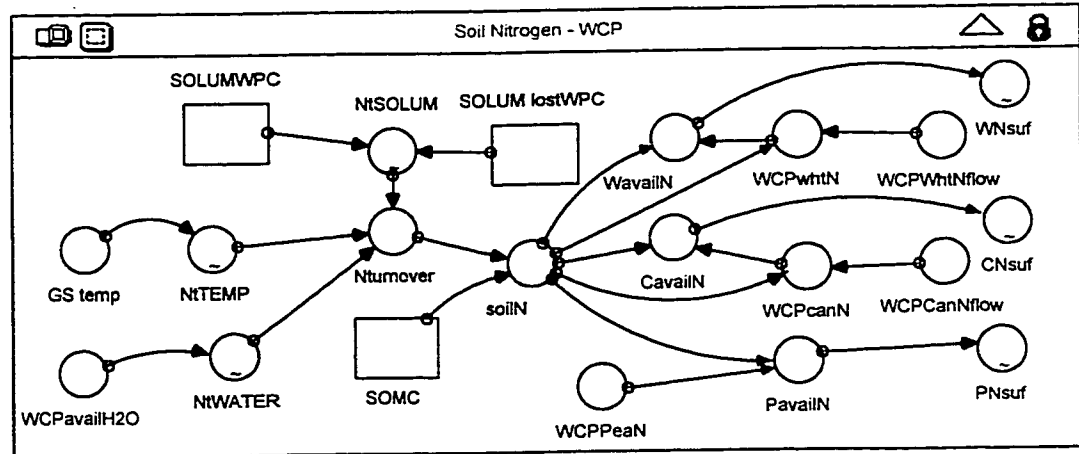 Soil Nitrogen - WCP
SOLUMWPC
NtSOLUM
SOLUM lostWPC
WNsuf
WavailN
WCPwhtN
WCPWhtNflow
GS temp
NtTEMP
Nturnover
soilN
CavailN
WCPcanN
WCPCanNflow
CNsuf
WCPavailH2O
NtWATER
SOMC
WCPPeaN
PavailN
PNsuf
~
~
~
~
~
~